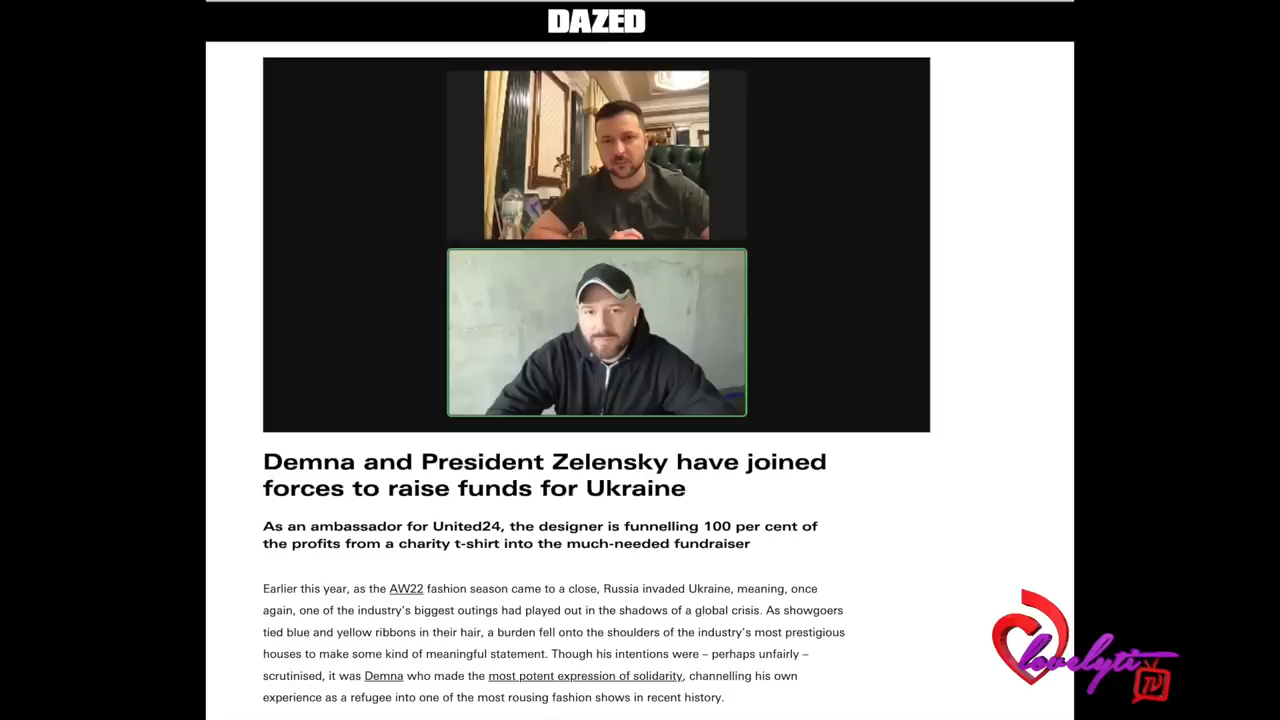 DAZED
Demna and President Zelensky have joined
forces to raise funds for Ukraine
As an ambassador for United24, the designer is funnelling 100 per cent of
the profits from a charity t-shirt into the much-needed fundraiser
Earlier this year, as the AW22 fashion season came to a close, Russia invaded Ukraine, meaning, once
again, one of the industry's biggest outings had played out in the shadows of a global crisis. As showgoers
tied blue and yellow ribbons in their hair, a burden fell onto the shoulders of the industry's most prestigious
houses to make some kind of meaningful statement. Though his intentions were – perhaps unfairly –
scrutinised, it was Demna who made the most potent expression of solidarity, channelling his own
experience as a refugee into one of the most rousing fashion shows in recent history.
lovelyti
TV